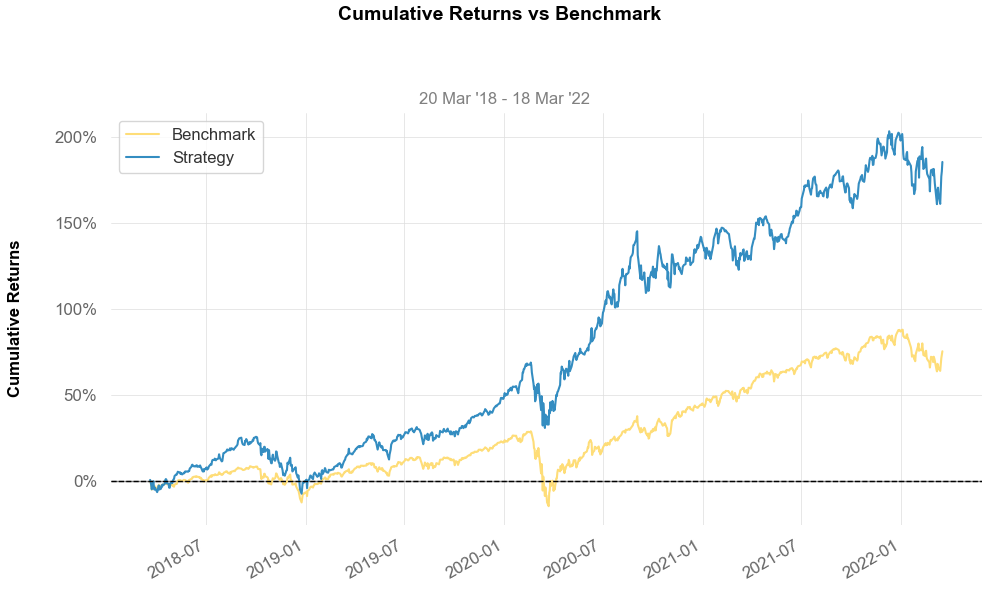 Cumulative Returns vs Benchmark
20 Mar '18 - 18 Mar '22
Benchmark
Strategy
Cumulative Returns
200%
150%
100%
50%
0%
2018-07
2019-01
2019-07
2020-01
2020-07
2021-01
2021-07
2022-01